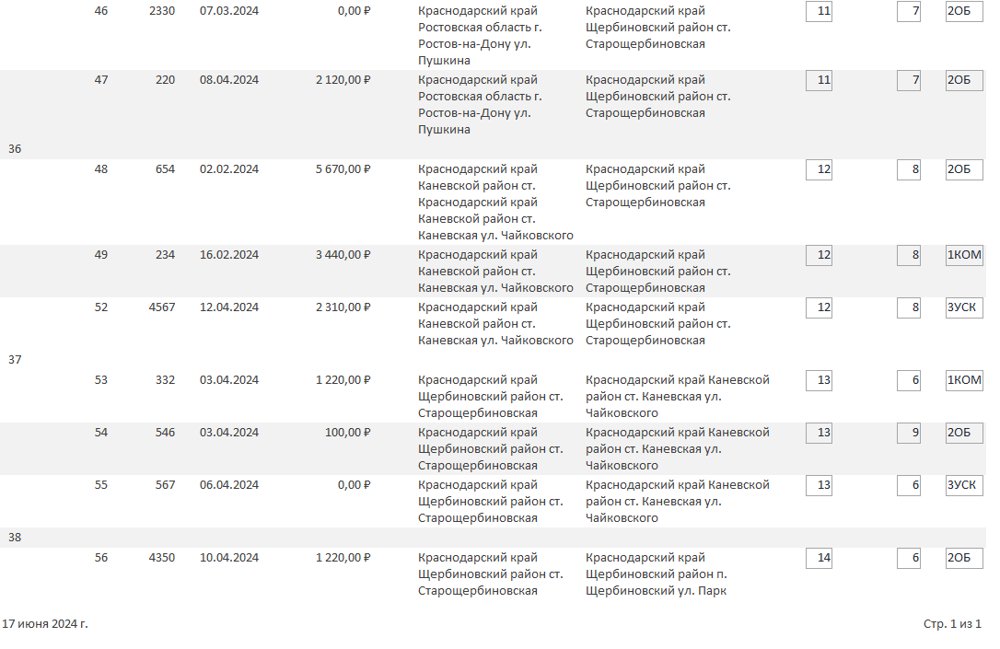 46 2330 07.03.2024 0,00 ₽ Краснодарский край Краснодарский край 11 7 2ОБ
Ростовская область г. Щербиновский район ст.
Ростов-на-Дону ул. Старощербиновская
Пушкина
47 220 08.04.2024 2 120,00 ₽ Краснодарский край Краснодарский край 11 7 2ОБ
Ростовская область г. Щербиновский район ст.
Ростов-на-Дону ул. Старощербиновская
Пушкина
36
48 654 02.02.2024 5 670,00 ₽ Краснодарский край Краснодарский край 12 8 2ОБ
Каневской район ст. Щербиновский район ст.
Краснодарский край Старощербиновская
Каневской район ст.
Каневская ул. Чайковского
49 234 16.02.2024 3 440,00 ₽ Краснодарский край Краснодарский край 12 8 1КОМ
Каневской район ст. Щербиновский район ст.
Каневская ул. Чайковского Старощербиновская
52 4567 12.04.2024 2 310,00 ₽ Краснодарский край Краснодарский край 12 8 3УСК
Каневской район ст. Щербиновский район ст.
Каневская ул. Чайковского Старощербиновская
37
53 332 03.04.2024 1 220,00 ₽ Краснодарский край Краснодарский край Каневской 13 6 1КОМ
Щербиновский район ст. район ст. Каневская ул.
Старощербиновская Чайковского
54 546 03.04.2024 100,00 ₽ Краснодарский край Краснодарский край Каневской 13 9 2ОБ
Щербиновский район ст. район ст. Каневская ул.
Старощербиновская Чайковского
55 567 06.04.2024 0,00 ₽ Краснодарский край Краснодарский край Каневской 13 6 3УСК
Щербиновский район ст. район ст. Каневская ул.
Старощербиновская Чайковского
38
56 4350 10.04.2024 1 220,00 ₽ Краснодарский край Краснодарский край 14 6 2ОБ
Щербиновский район ст. Щербиновский район п.
Старощербиновская Щербиновский ул. Парк
17 июня 2024 г. Стр. 1 из 1